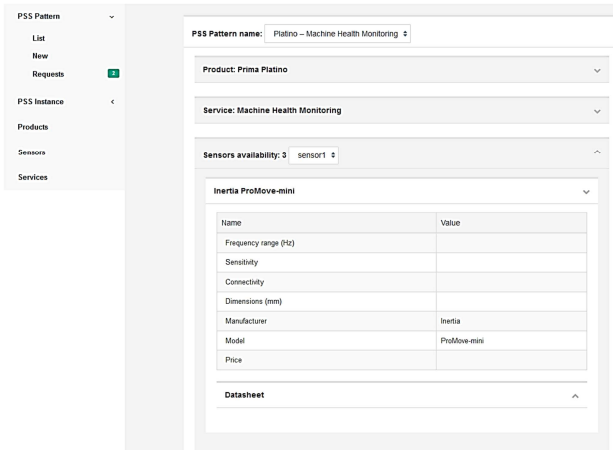 PSS Pattern
List
New
Requests 3
PSS Instance
Products
Sensors
Services
PSS Pattern name: Platino – Machine Health Monitoring
Product: Prima Platino
Service: Machine Health Monitoring
Sensors availability: 3 sensor1
Inertia ProMove-mini
Name Value
Frequency range (Hz)
Sensitivity
Connectivity
Dimensions (mm)
Manufacturer Inertia
Model ProMove-mini
Price
Datasheet